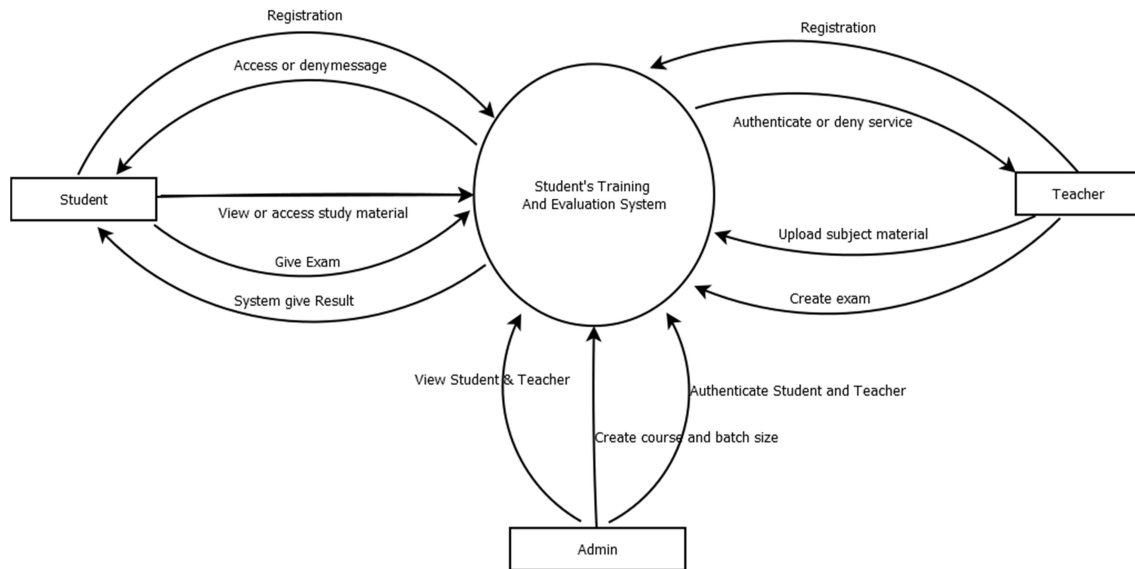 Registration
Registration
Access or denymessage
Authenticate or deny service
Student's Training
And Evaluation System
Student
Teacher
View or access study material
Upload subject material
Give Exam
System give Result
Create exam
View Student & Teacher
Authenticate Student and Teacher
Create course and batch size
Admin